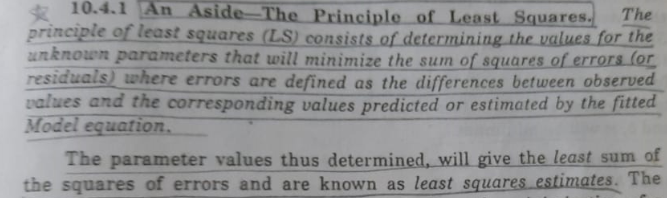 10.4.1 An Aside—The Principle of Least Squares. The
principle of least squares (LS) consists of determining the values for the
unknown parameters that will minimize the sum of squares of errors (or
residuals) where errors are defined as the differences between observed
values and the corresponding values predicted or estimated by the fitted
Model equation.
The parameter values thus determined, will give the least sum of
the squares of errors and are known as least squares estimates. The